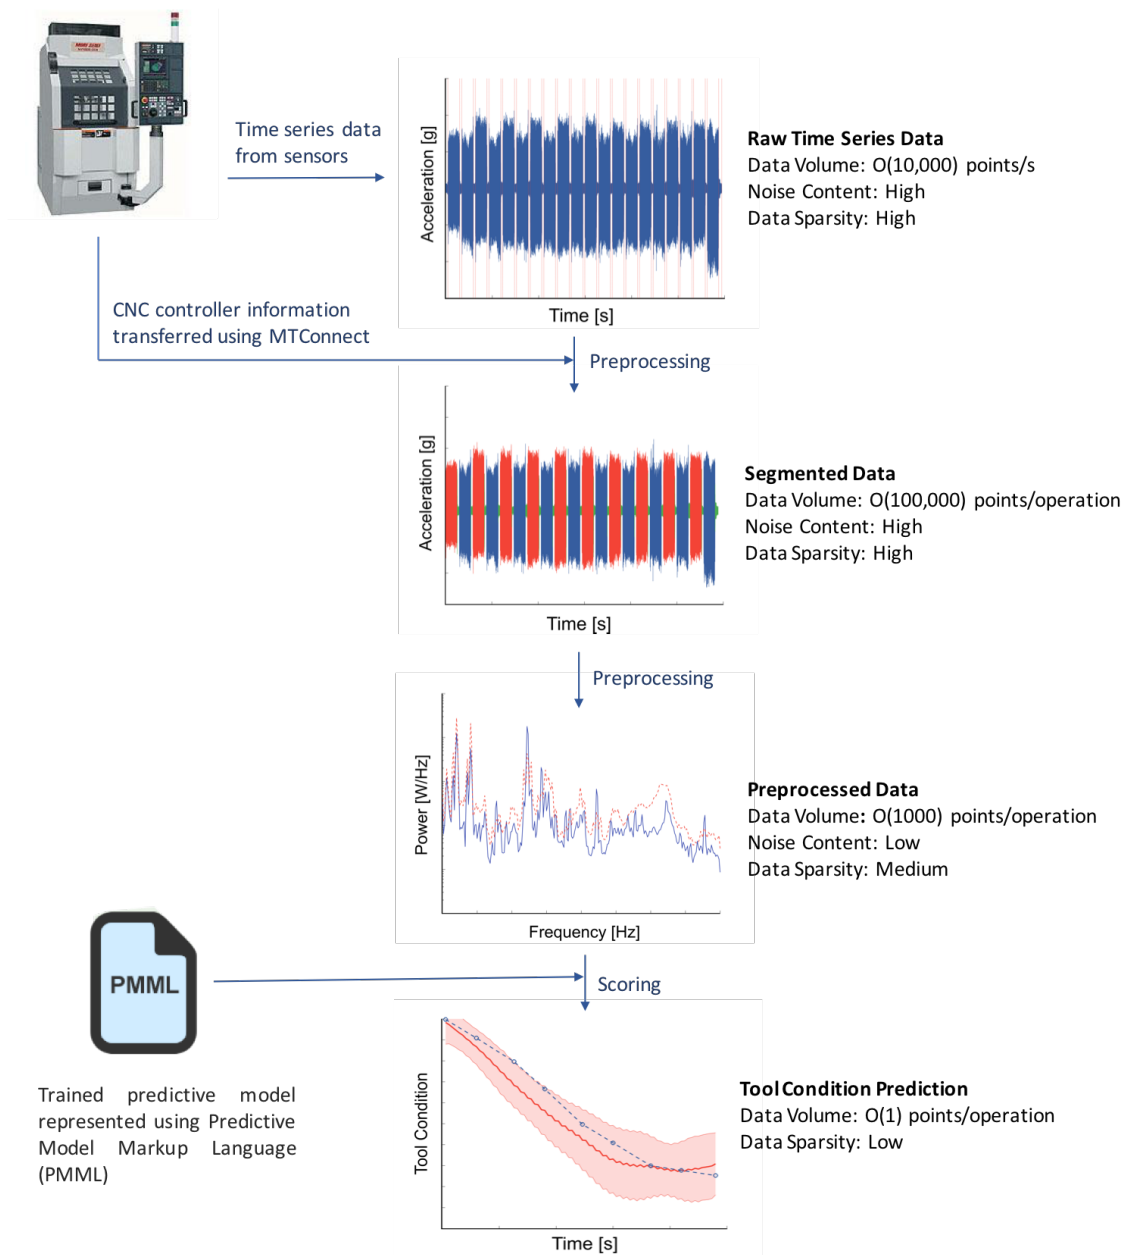 MORI SEIKI
Time series data
from sensors
Acceleration [g]
Time [s]
Raw Time Series Data
Data Volume: O(10,000) points/s
Noise Content: High
Data Sparsity: High
CNC controller information
transferred using MTConnect
Preprocessing
Acceleration [g]
Time [s]
Segmented Data
Data Volume: O(100,000) points/operation
Noise Content: High
Data Sparsity: High
Preprocessing
Power [W/Hz]
Frequency [Hz]
Preprocessed Data
Data Volume: O(1000) points/operation
Noise Content: Low
Data Sparsity: Medium
PMML
Scoring
Trained predictive model
represented using Predictive
Model Markup Language
(PMML)
Tool Condition
Time [s]
Tool Condition Prediction
Data Volume: O(1) points/operation
Data Sparsity: Low